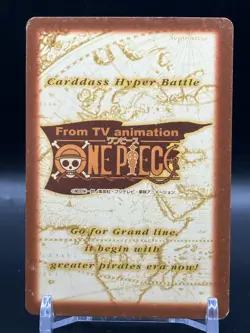 Carddass Hyper Battle
From TV animation
ワンピース
ONE PIECE
Go for Grand line,
it begin with
greater pirates era now!